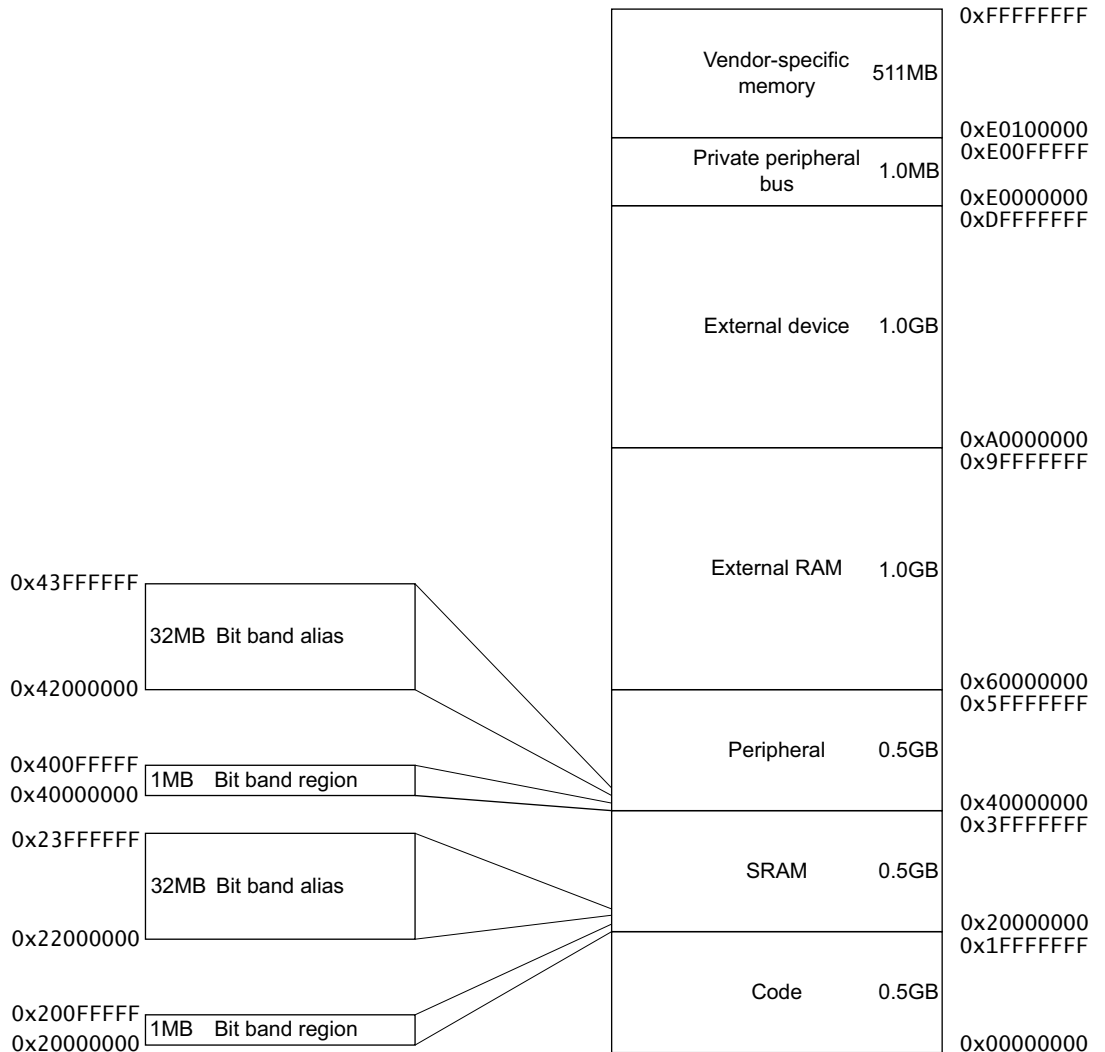 0xFFFFFFFF
Vendor-specific
memory
511MB
0xE0100000
0xE00FFFFF
Private peripheral
bus
1.0MB
0xE0000000
0xDFFFFFFF
External device 1.0GB
0xA0000000
0x9FFFFFFF
External RAM 1.0GB
0x60000000
0x5FFFFFFF
Peripheral 0.5GB
0x40000000
0x3FFFFFFF
SRAM 0.5GB
0x20000000
0x1FFFFFFF
Code 0.5GB
0x00000000
0x43FFFFFF
32MB Bit band alias
0x42000000
0x400FFFFF
1MB Bit band region
0x40000000
0x23FFFFFF
32MB Bit band alias
0x22000000
0x200FFFFF
1MB Bit band region
0x20000000